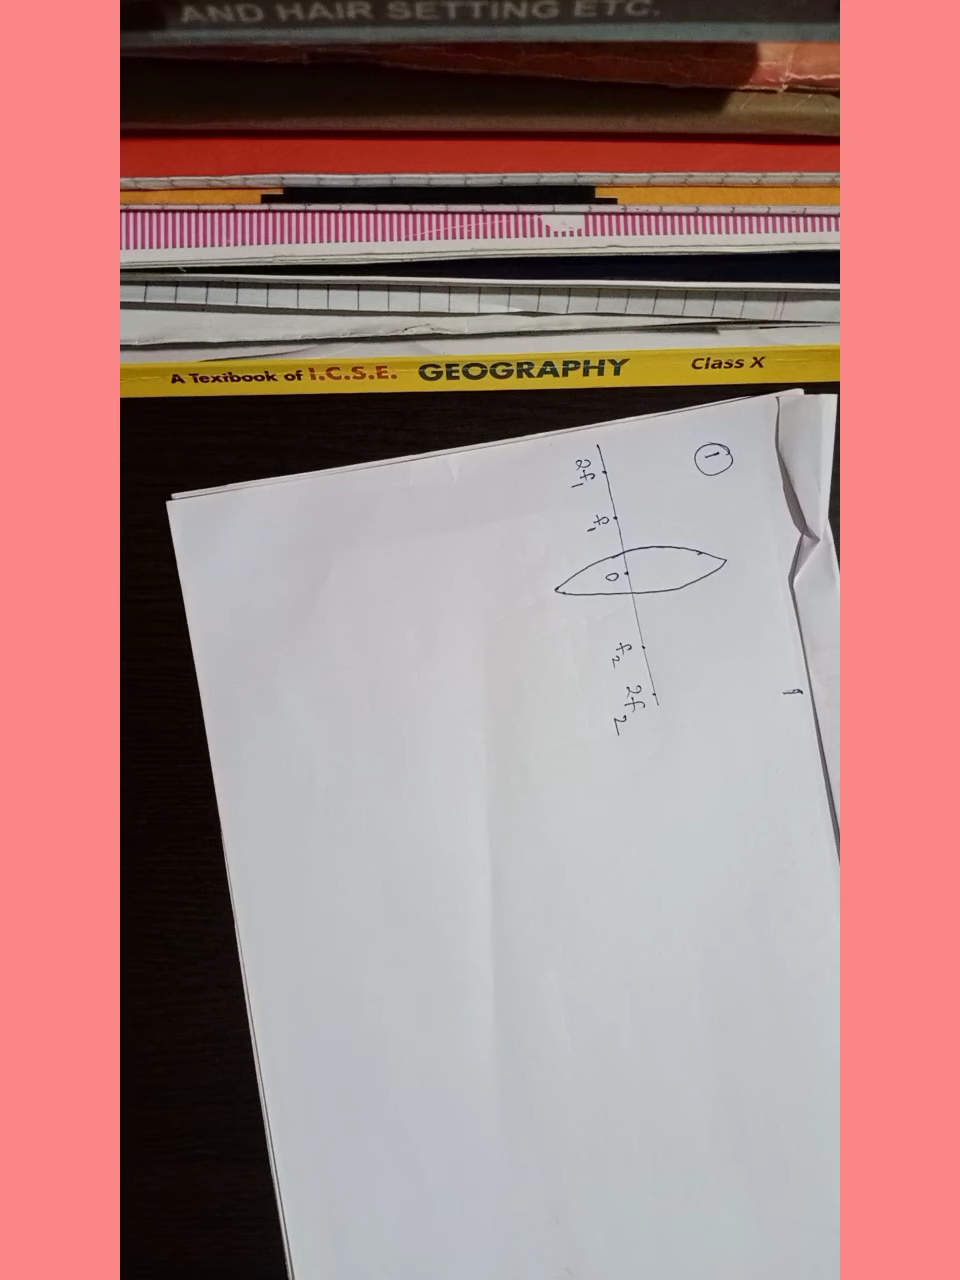 AND HAIR SETTING ETC.
A Textbook of I.C.S.E. GEOGRAPHY Class X
1
2f₁ f₁ O f₂ 2f₂